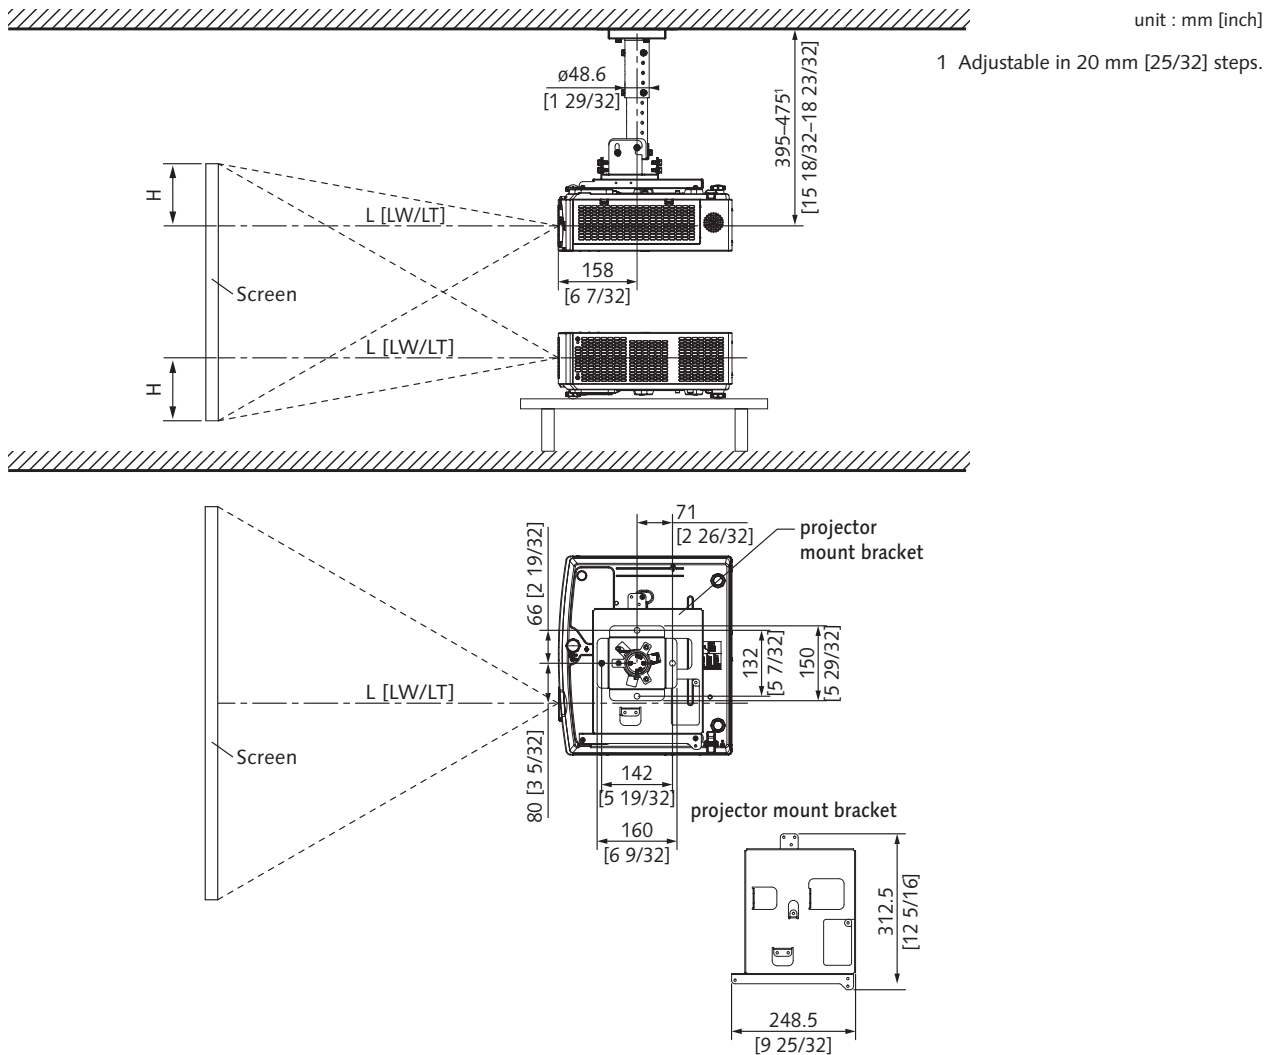 unit : mm [inch]
1 Adjustable in 20 mm [25/32] steps.
ø48.6
[1 29/32]
395–475¹
[15 18/32–18 23/32]
H
L [LW/LT]
158
[6 7/32]
Screen
L [LW/LT]
H
71
[2 26/32]
projector
mount bracket
66 [2 19/32]
132
[5 7/32]
150
[5 29/32]
L [LW/LT]
Screen
80 [3 5/32]
142
[5 19/32]
160
[6 9/32]
projector mount bracket
312.5
[12 5/16]
248.5
[9 25/32]